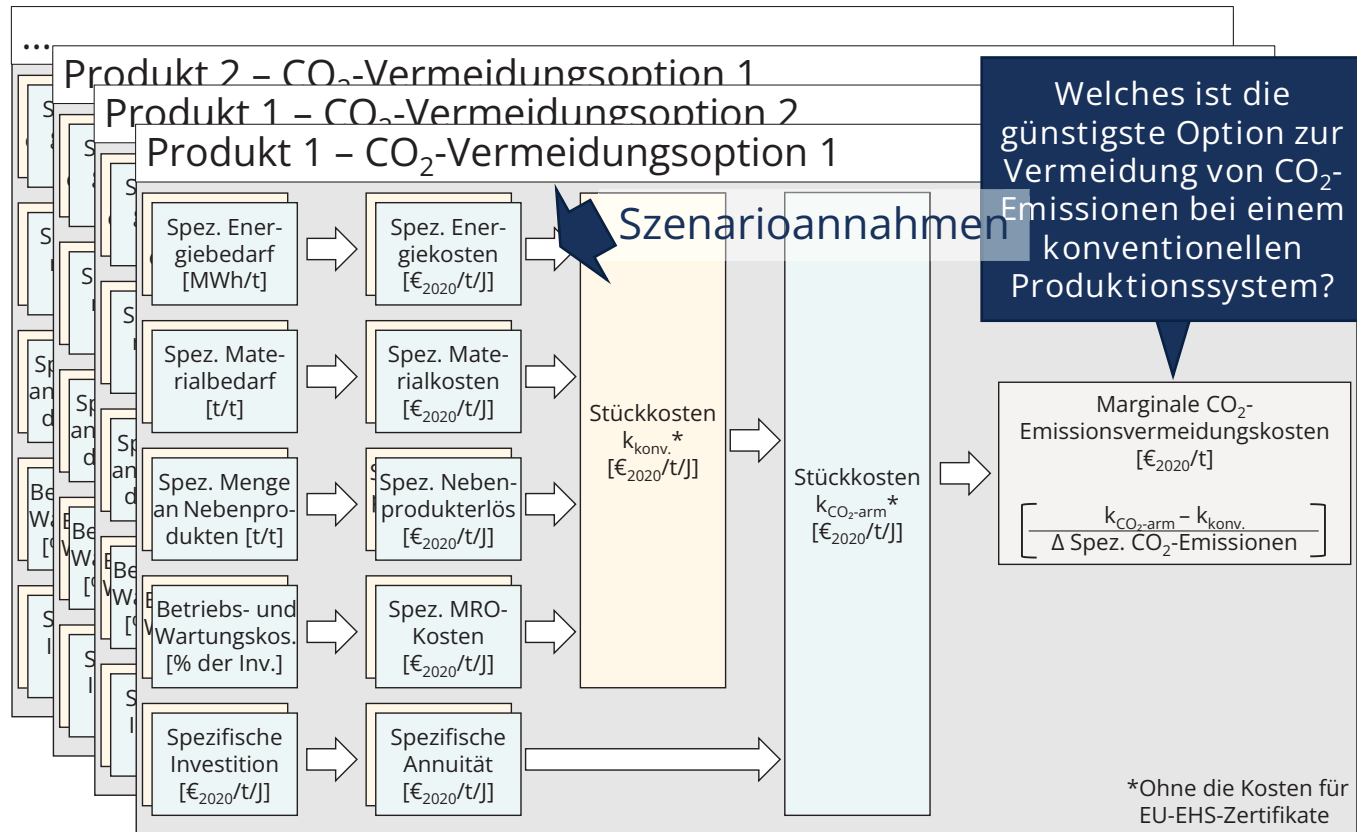 ...
Produkt 2 – CO₂-Vermeidungsoption 1
Produkt 1 – CO₂-Vermeidungsoption 2
Produkt 1 – CO₂-Vermeidungsoption 1
Welches ist die
günstigste Option zur
Vermeidung von CO₂-
Emissionen bei einem
konventionellen
Produktionssystem?
Szenarioannahmen
Spez. Ener-
giebedarf
[MWh/t]
Spez. Ener-
giekosten
[€₂₀₂₀/t/J]
Spez. Mate-
rialbedarf
[t/t]
Spez. Mate-
rialkosten
[€₂₀₂₀/t/J]
Spez. Menge
an Nebenpro-
dukten [t/t]
Spez. Neben-
produkterlös
[€₂₀₂₀/t/J]
Betriebs- und
Wartungskos.
[% der Inv.]
Spez. MRO-
Kosten
[€₂₀₂₀/t/J]
Spezifische
Investition
[€₂₀₂₀/t/J]
Spezifische
Annuität
[€₂₀₂₀/t/J]
Stückkosten
k konv.*
[€₂₀₂₀/t/J]
Stückkosten
k CO₂-arm*
[€₂₀₂₀/t/J]
Marginale CO₂-
Emissionsvermeidungskosten
[€₂₀₂₀/t]
k CO₂-arm – k konv.
Δ Spez. CO₂-Emissionen
*Ohne die Kosten für
EU-EHS-Zertifikate